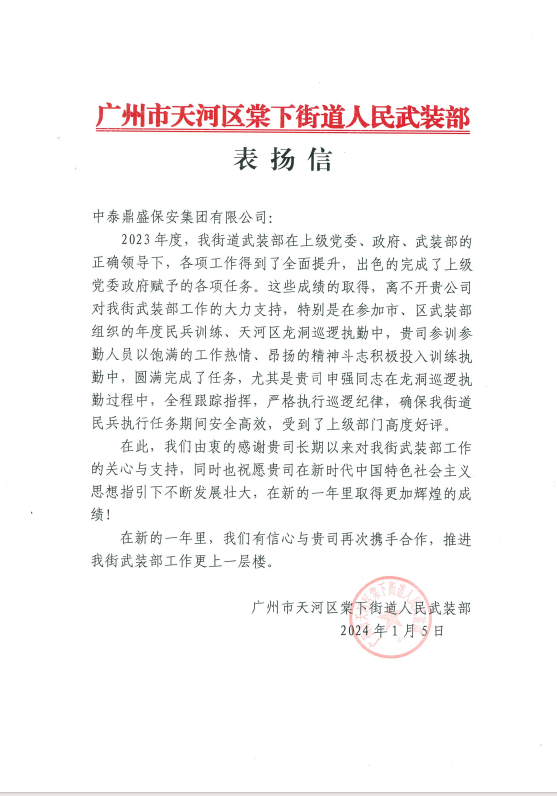 广州市天河区棠下街道人民武装部
表扬信
中泰鼎盛保安集团有限公司：
2023年度，我街道武装部在上级党委、政府、武装部的
正确领导下，各项工作得到了全面提升，出色的完成了上级
党委政府赋予的各项任务。这些成绩的取得，离不开贵公司
对我街武装部工作的大力支持，特别是在参加市、区武装部
组织的年度民兵训练、天河区龙洞巡逻执勤中，贵司参训参
勤人员以饱满的工作热情、昂扬的精神斗志积极投入训练执
勤中，圆满完成了任务，尤其是贵司申强同志在龙洞巡逻执
勤过程中，全程跟踪指挥，严格执行巡逻纪律，确保我街道
民兵执行任务期间安全高效，受到了上级部门高度好评。
在此，我们由衷的感谢贵司长期以来对我街武装部工作
的关心与支持，同时也祝愿贵司在新时代中国特色社会主义
思想指引下不断发展壮大，在新的一年里取得更加辉煌的成
绩！
在新的一年里，我们有信心与贵司再次携手合作，推进
我街武装部工作更上一层楼。
广州市天河区棠下街道人民武装部
2024年1月5日